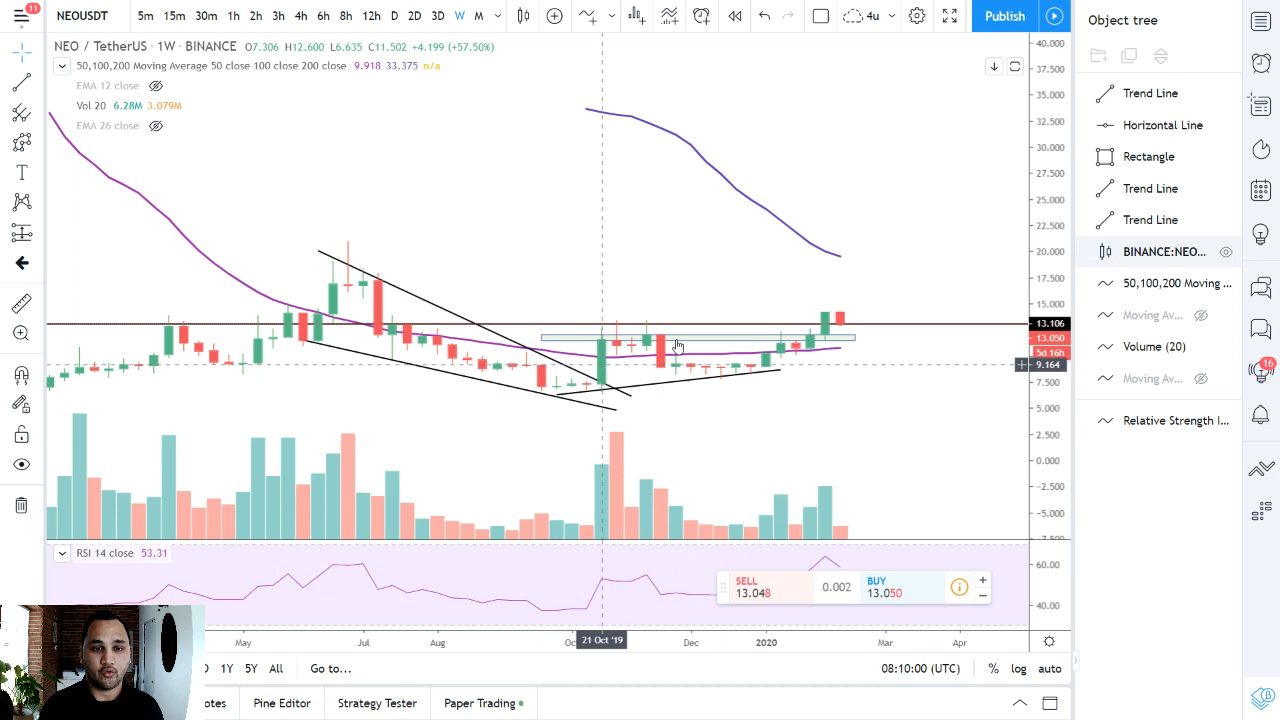 11
NEOUSDT 5m 15m 30m 1h 2h 3h 4h 6h 8h 12h D 2D 3D W M 4u Publish
Object tree
NEO / TetherUS · 1W · BINANCE O7.306 H12.600 L6.635 C11.502 +4.199 (+57.50%)
50,100,200 Moving Average 50 close 100 close 200 close 9.918 33.375 n/a
EMA 12 close
Vol 20 6.28M 3.079M
EMA 26 close
40.000
37.500
35.000
32.500
30.000
27.500
25.000
22.500
20.000
17.500
15.000
13.106
13.050
5d 16h
9.164
7.500
5.000
2.500
0.000
−2.500
−5.000
−7.500
Trend Line
Horizontal Line
Rectangle
Trend Line
Trend Line
BINANCE:NEO...
50,100,200 Moving ...
Moving Av...
Volume (20)
Moving Av...
Relative Strength I...
16
RSI 14 close 53.31
60.00
40.00
SELL
13.048
0.002
BUY
13.050
May Jul Aug 21 Oct '19 Dec 2020 Mar Apr
1Y 5Y All Go to... 08:10:00 (UTC) % log auto
otes Pine Editor Strategy Tester Paper Trading